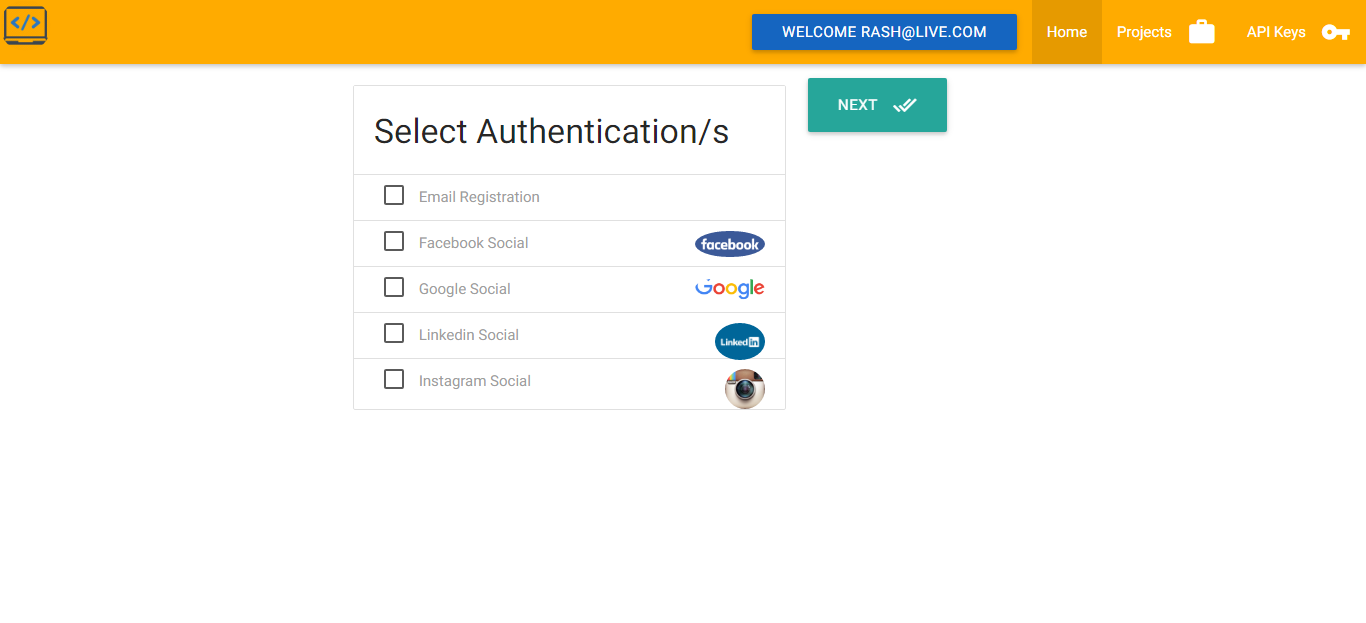 </>
WELCOME RASH@LIVE.COM
Home
Projects
API Keys
Select Authentication/s
NEXT
Email Registration
Facebook Social
facebook
Google Social
Google
Linkedin Social
Linked in
Instagram Social